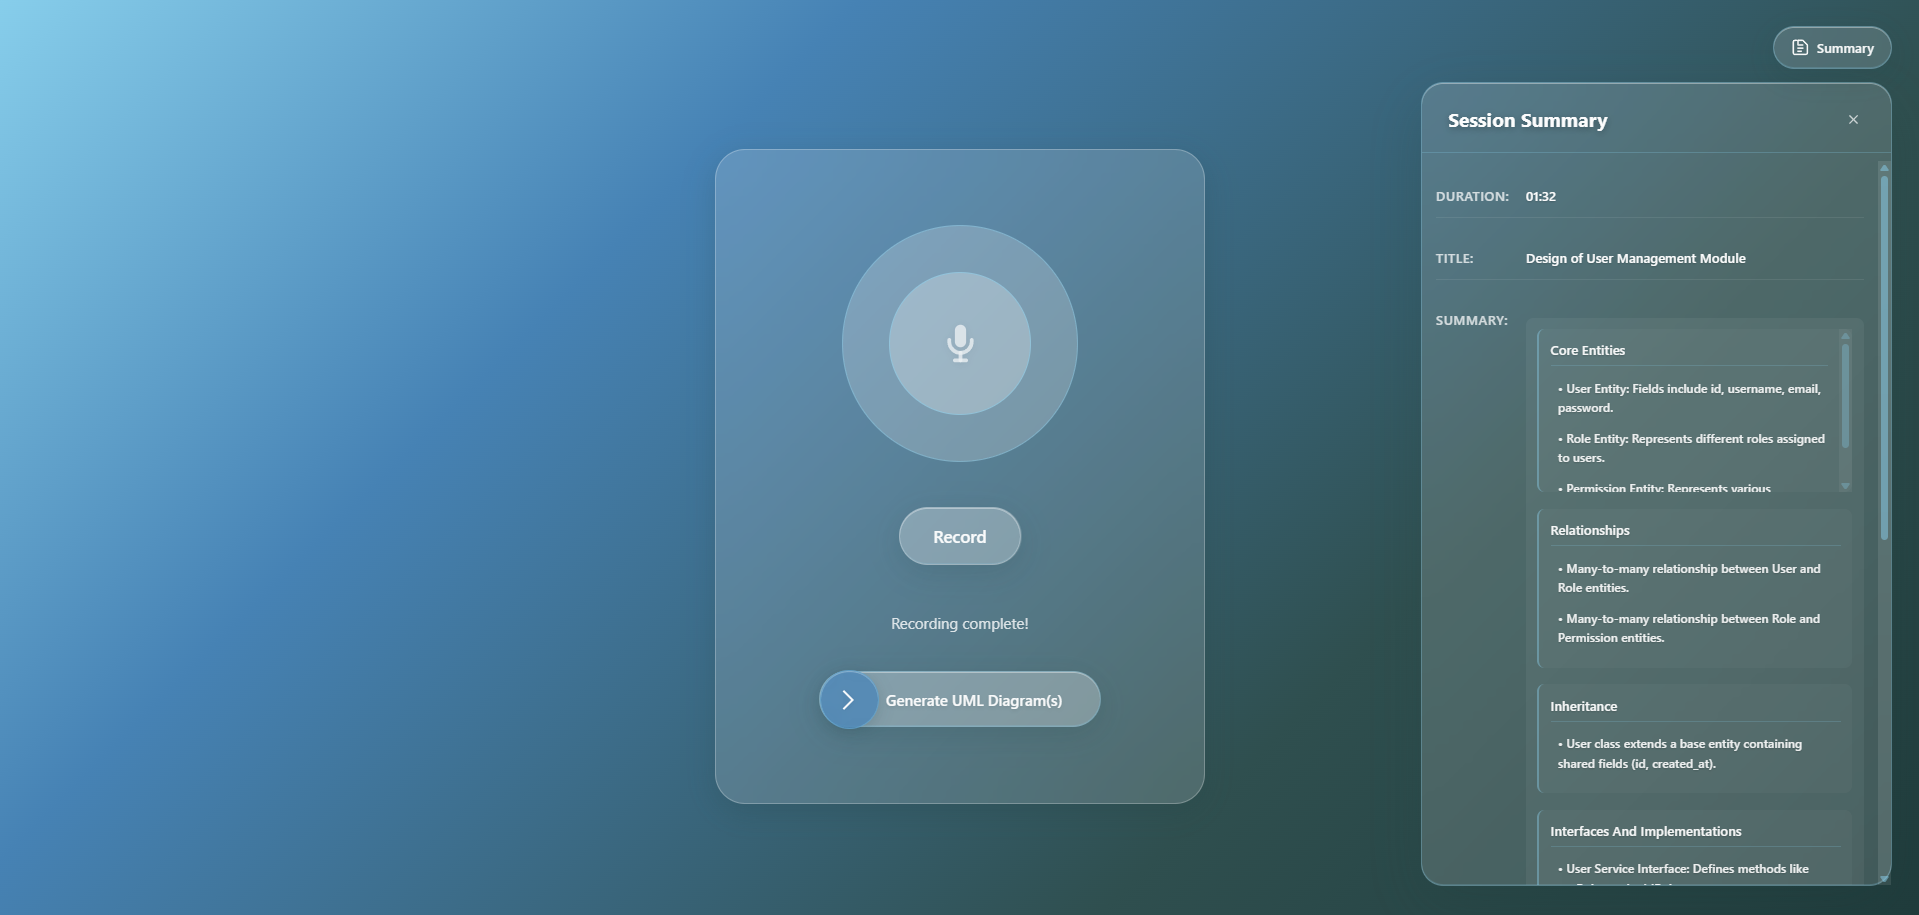 Summary
Session Summary
×
DURATION: 01:32
TITLE: Design of User Management Module
SUMMARY:
Core Entities
• User Entity: Fields include id, username, email,
password.
• Role Entity: Represents different roles assigned
to users.
• Permission Entity: Represents various
Relationships
• Many-to-many relationship between User and
Role entities.
• Many-to-many relationship between Role and
Permission entities.
Inheritance
• User class extends a base entity containing
shared fields (id, created_at).
Interfaces And Implementations
• User Service Interface: Defines methods like
Record
Recording complete!
Generate UML Diagram(s)